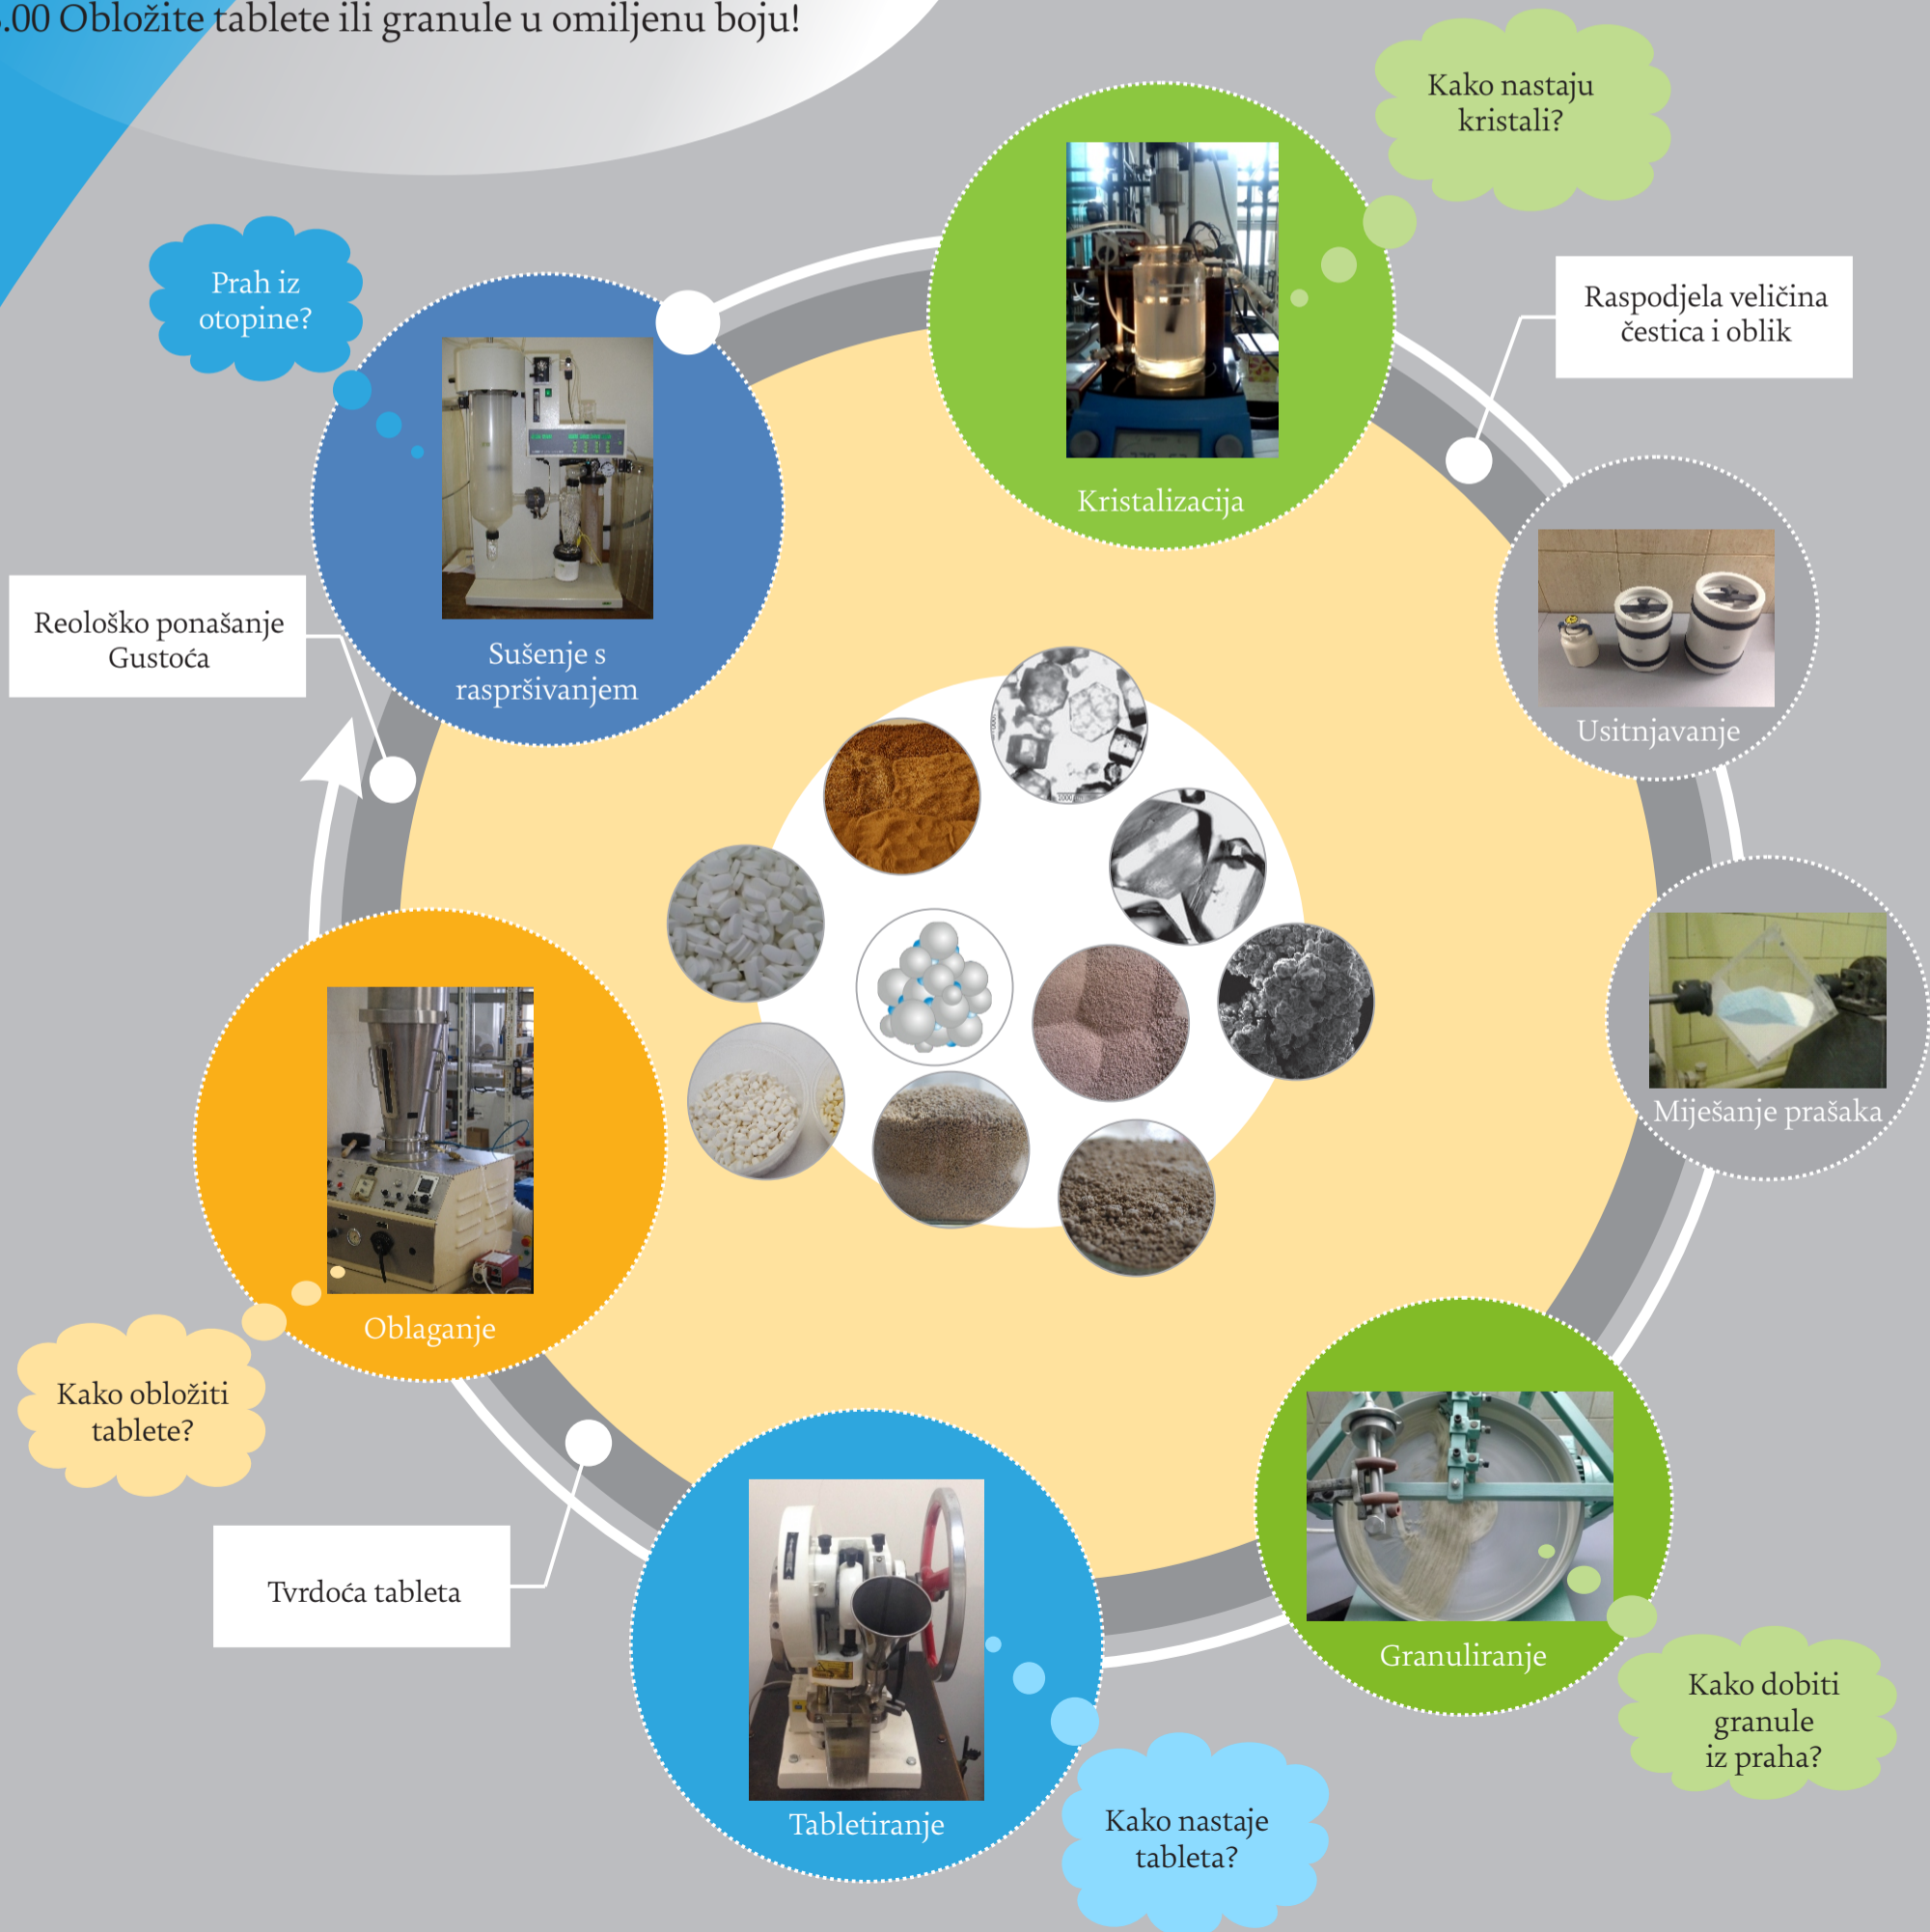 .00 Obložite tablete ili granule u omiljenu boju!
Kako nastaju
kristali?
Prah iz
otopine?
Raspodjela veličina
čestica i oblik
Kristalizacija
Reološko ponašanje
Gustoća
Sušenje s
raspršivanjem
Usitnjavanje
Miješanje prašaka
Oblaganje
Kako obložiti
tablete?
Tvrdoća tableta
Granuliranje
Kako dobiti
granule
iz praha?
Tabletiranje
Kako nastaje
tableta?